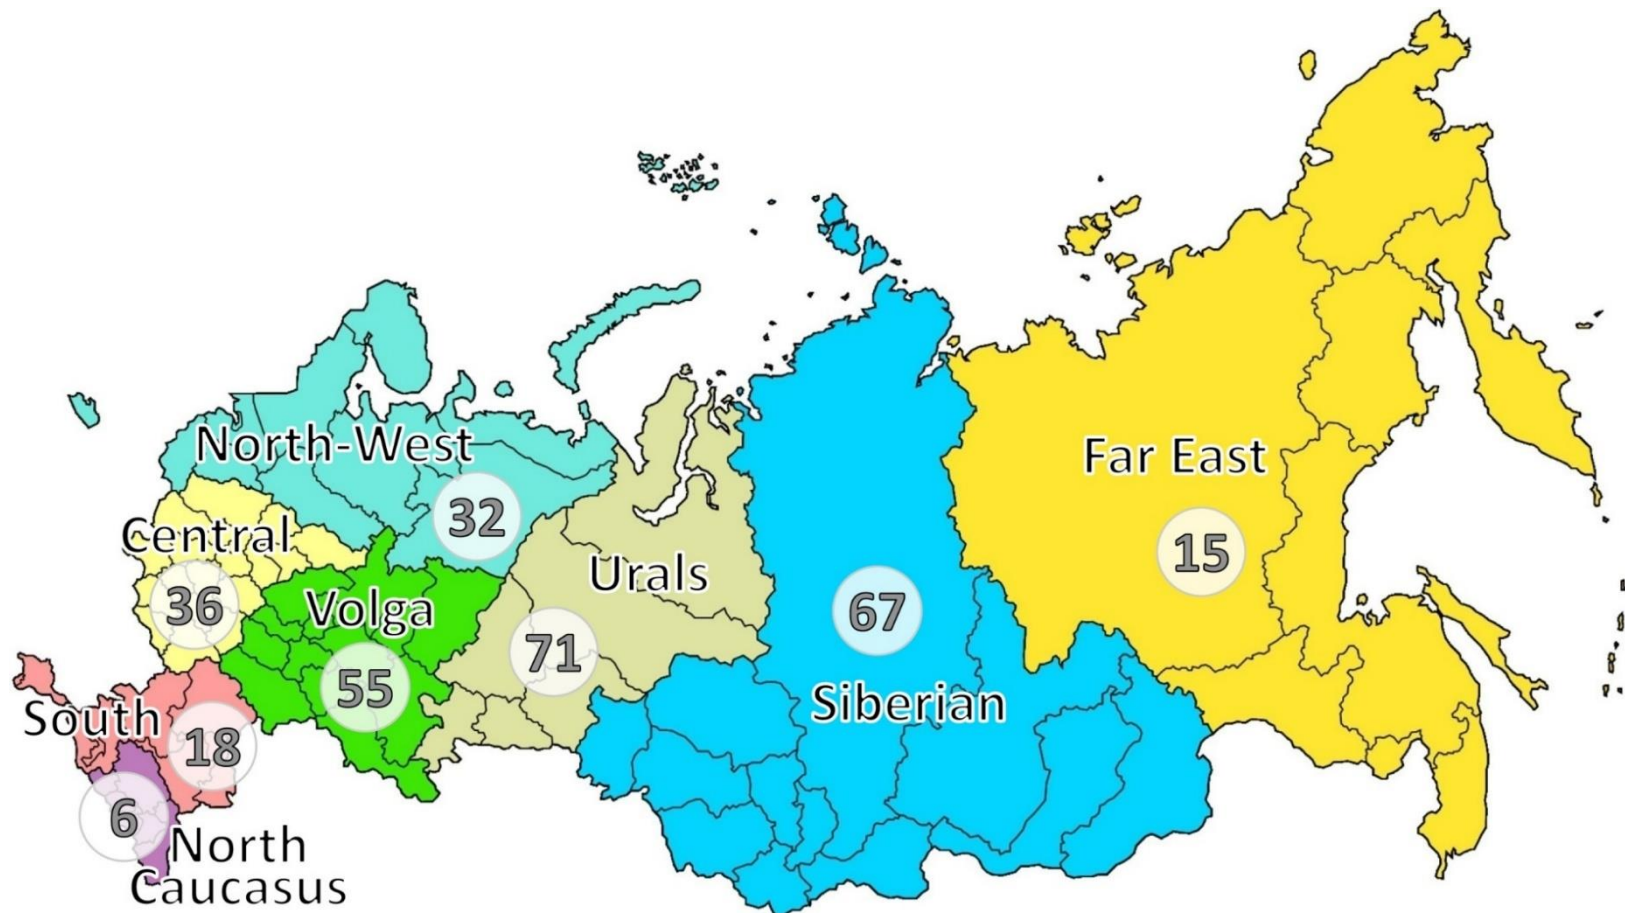 North-West
32
Far East
15
Central
36
Urals
71
Volga
55
67
Siberian
South
18
6
North
Caucasus